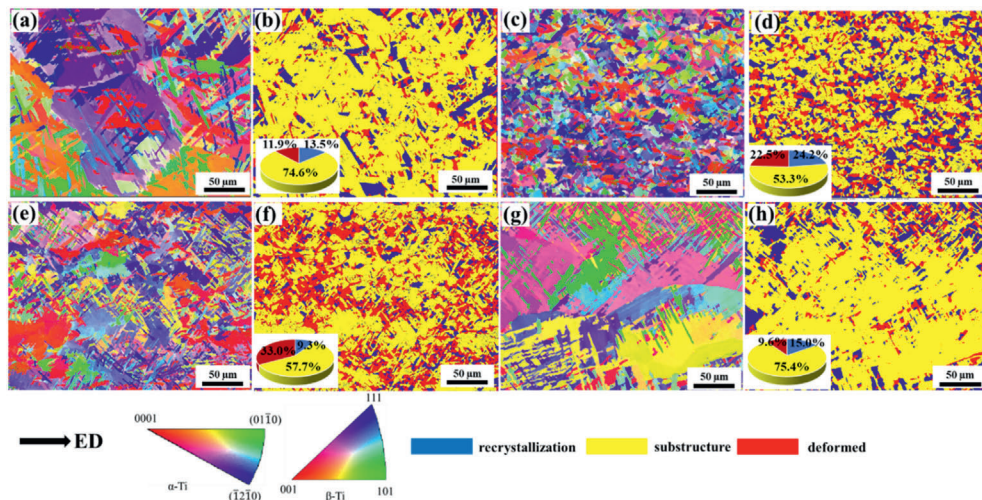 (a)
50 μm
(b)
11.9% 13.5%
74.6%
50 μm
(c)
50 μm
(d)
22.5% 24.2%
53.3%
50 μm
(e)
50 μm
(f)
33.0% 9.3%
57.7%
50 μm
(g)
50 μm
(h)
9.6% 15.0%
75.4%
50 μm
ED
0001
(011̅0)
α-Ti
(1̅21̅0)
111
001
β-Ti
101
recrystallization
substructure
deformed